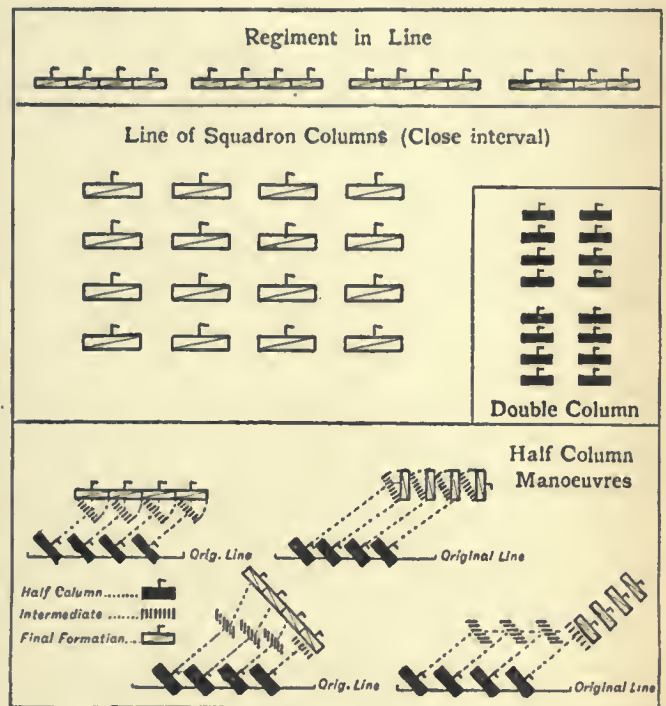 Regiment in Line
Line of Squadron Columns (Close interval)
Double Column
Half Column
Manoeuvres
Orig. Line
Original Line
Half Column........
Intermediate........
Final Formation....
Orig. Line
Original Line